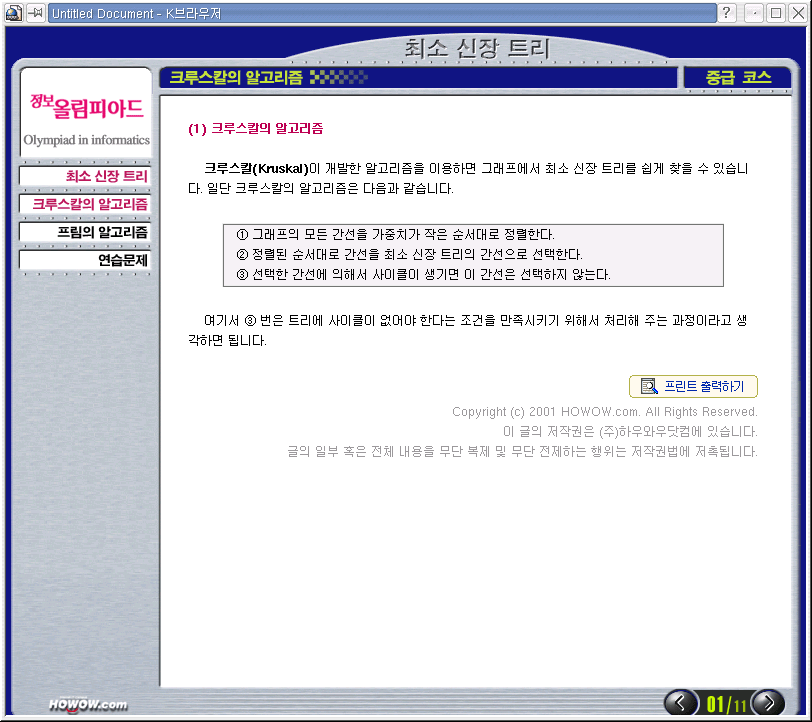 Untitled Document - K브라우저
최소 신장 트리
크루스칼의 알고리즘
중급 코스
정보올림피아드
Olympiad in informatics
최소 신장 트리
크루스칼의 알고리즘
프림의 알고리즘
연습문제
(1) 크루스칼의 알고리즘
크루스칼(Kruskal)이 개발한 알고리즘을 이용하면 그래프에서 최소 신장 트리를 쉽게 찾을 수 있습니
다. 일단 크루스칼의 알고리즘은 다음과 같습니다.
① 그래프의 모든 간선을 가중치가 작은 순서대로 정렬한다.
② 정렬된 순서대로 간선을 최소 신장 트리의 간선으로 선택한다.
③ 선택한 간선에 의해서 사이클이 생기면 이 간선은 선택하지 않는다.
여기서 ③ 번은 트리에 사이클이 없어야 한다는 조건을 만족시키기 위해서 처리해 주는 과정이라고 생
각하면 됩니다.
프린트 출력하기
Copyright (c) 2001 HOWOW.com. All Rights Reserved.
이 글의 저작권은 (주)하우와우닷컴에 있습니다.
글의 일부 혹은 전체 내용을 무단 복제 및 무단 전제하는 행위는 저작권법에 저촉됩니다.
HOWOW.com
01/11